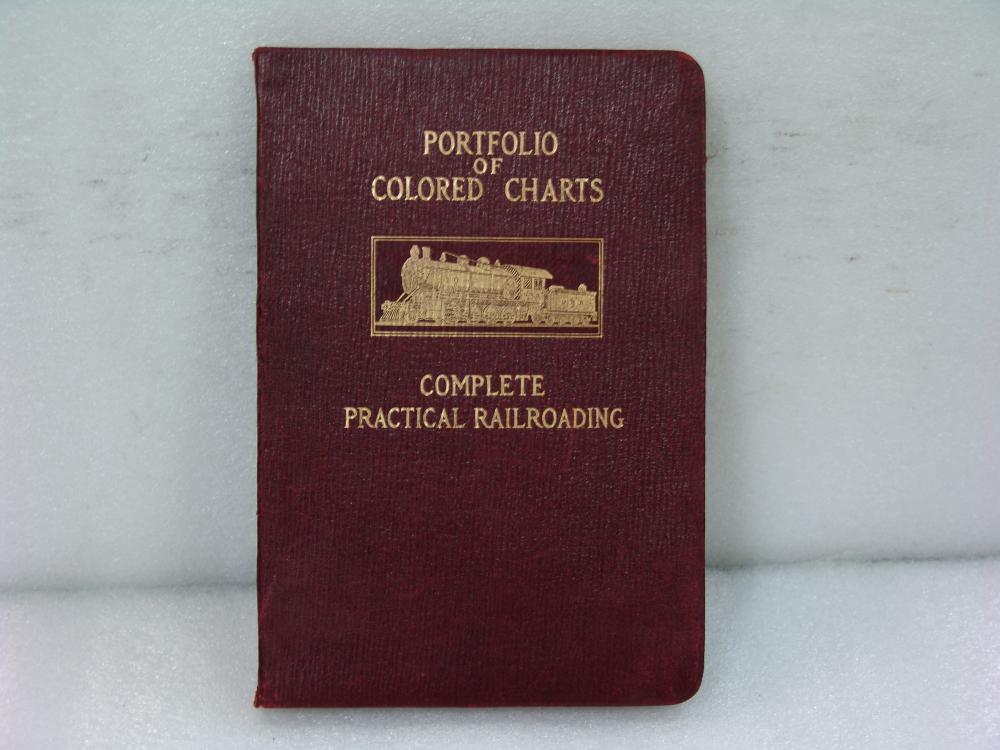 PORTFOLIO
OF
COLORED CHARTS
COMPLETE
PRACTICAL RAILROADING